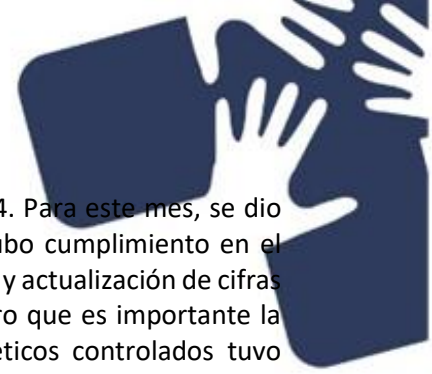 4. Para este mes, se dio
ubo cumplimiento en el
y actualización de cifras
ro que es importante la
éticos controlados tuvo